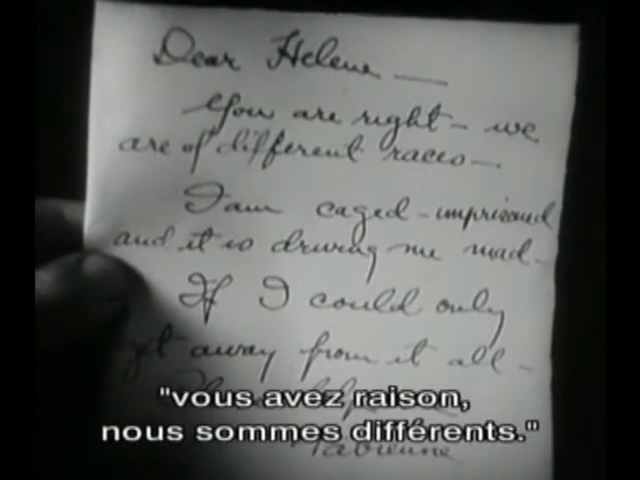 Dear Helene —
You are right — we
are of different races —.
I am caged — imprisoned
and it is driving me mad —
If I could only
get away from it all —
"vous avez raison,
nous sommes différents."
Fabienne